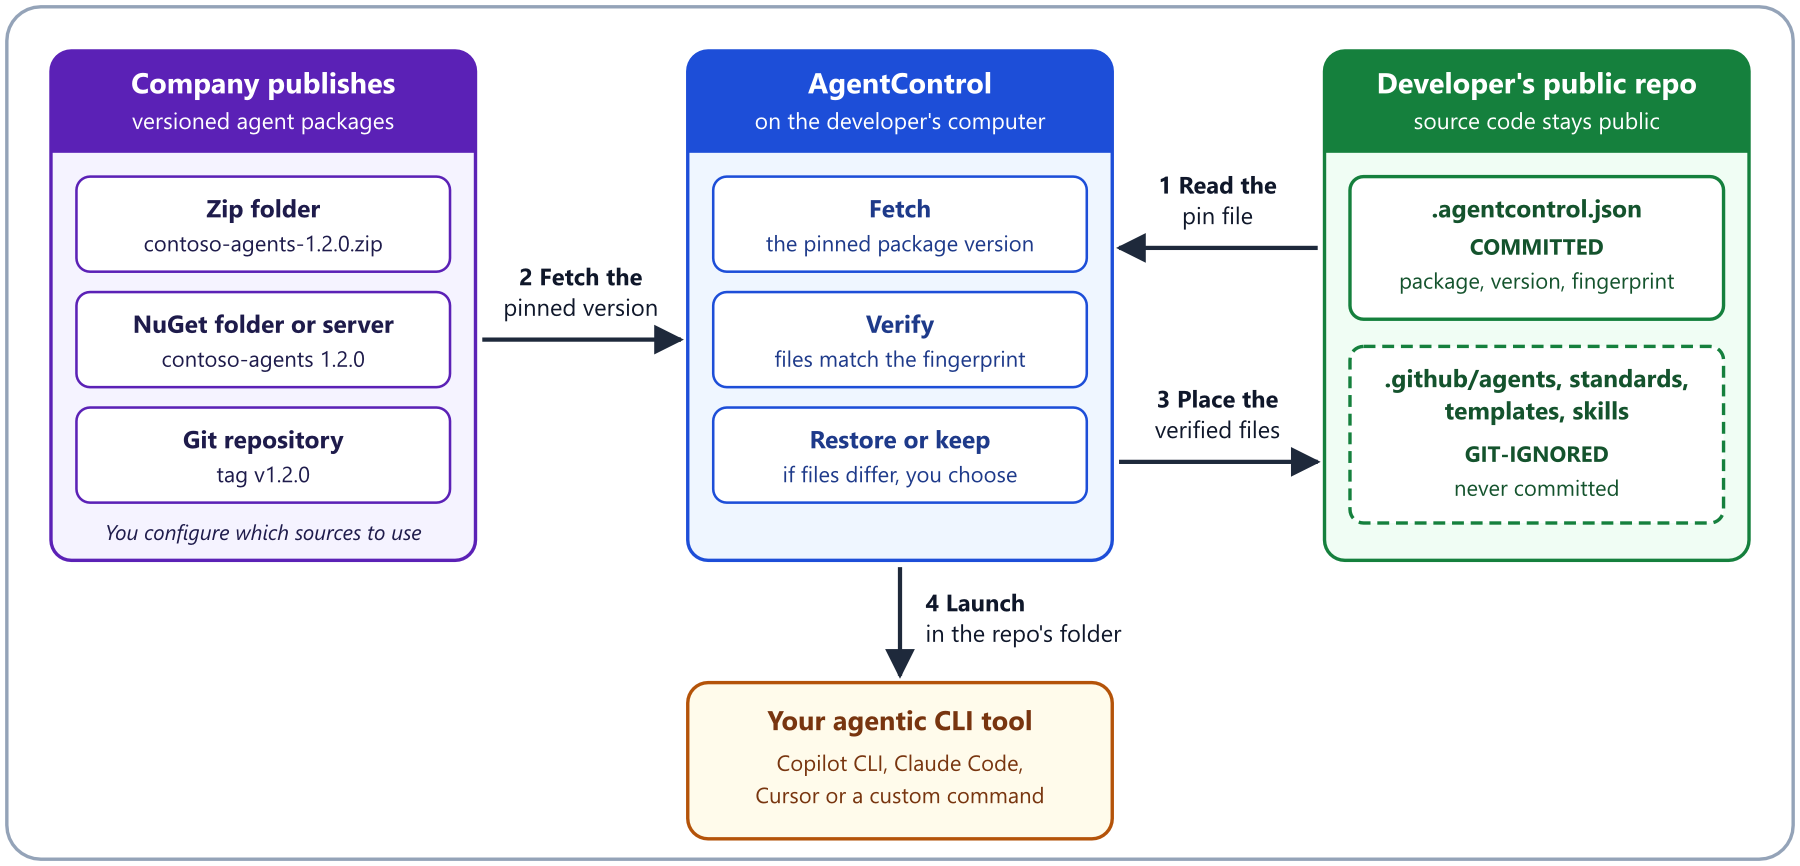 Company publishes
versioned agent packages
Zip folder
contoso-agents-1.2.0.zip
NuGet folder or server
contoso-agents 1.2.0
Git repository
tag v1.2.0
You configure which sources to use
2 Fetch the
pinned version
AgentControl
on the developer's computer
Fetch
the pinned package version
Verify
files match the fingerprint
Restore or keep
if files differ, you choose
1 Read the
pin file
3 Place the
verified files
Developer's public repo
source code stays public
.agentcontrol.json
COMMITTED
package, version, fingerprint
.github/agents, standards,
templates, skills
GIT-IGNORED
never committed
4 Launch
in the repo's folder
Your agentic CLI tool
Copilot CLI, Claude Code,
Cursor or a custom command